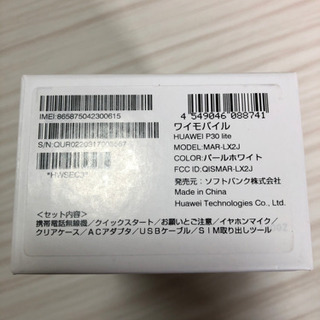 IMEI:865875042300615
4 549046 088741
ワイモバイル
HUAWEI P30 lite
MODEL:MAR-LX2J
COLOR:パールホワイト
FCC ID:QISMAR-LX2J
発売元:ソフトバンク株式会社
Made in China
Huawei Technologies Co., Ltd.
*HWSEC3*
<セット内容>
携帯電話無線機/クイックスタート/お願いとご注意/イヤホンマイク/
クリアケース/ACアダプタ/USBケーブル/SIM取り出しツール